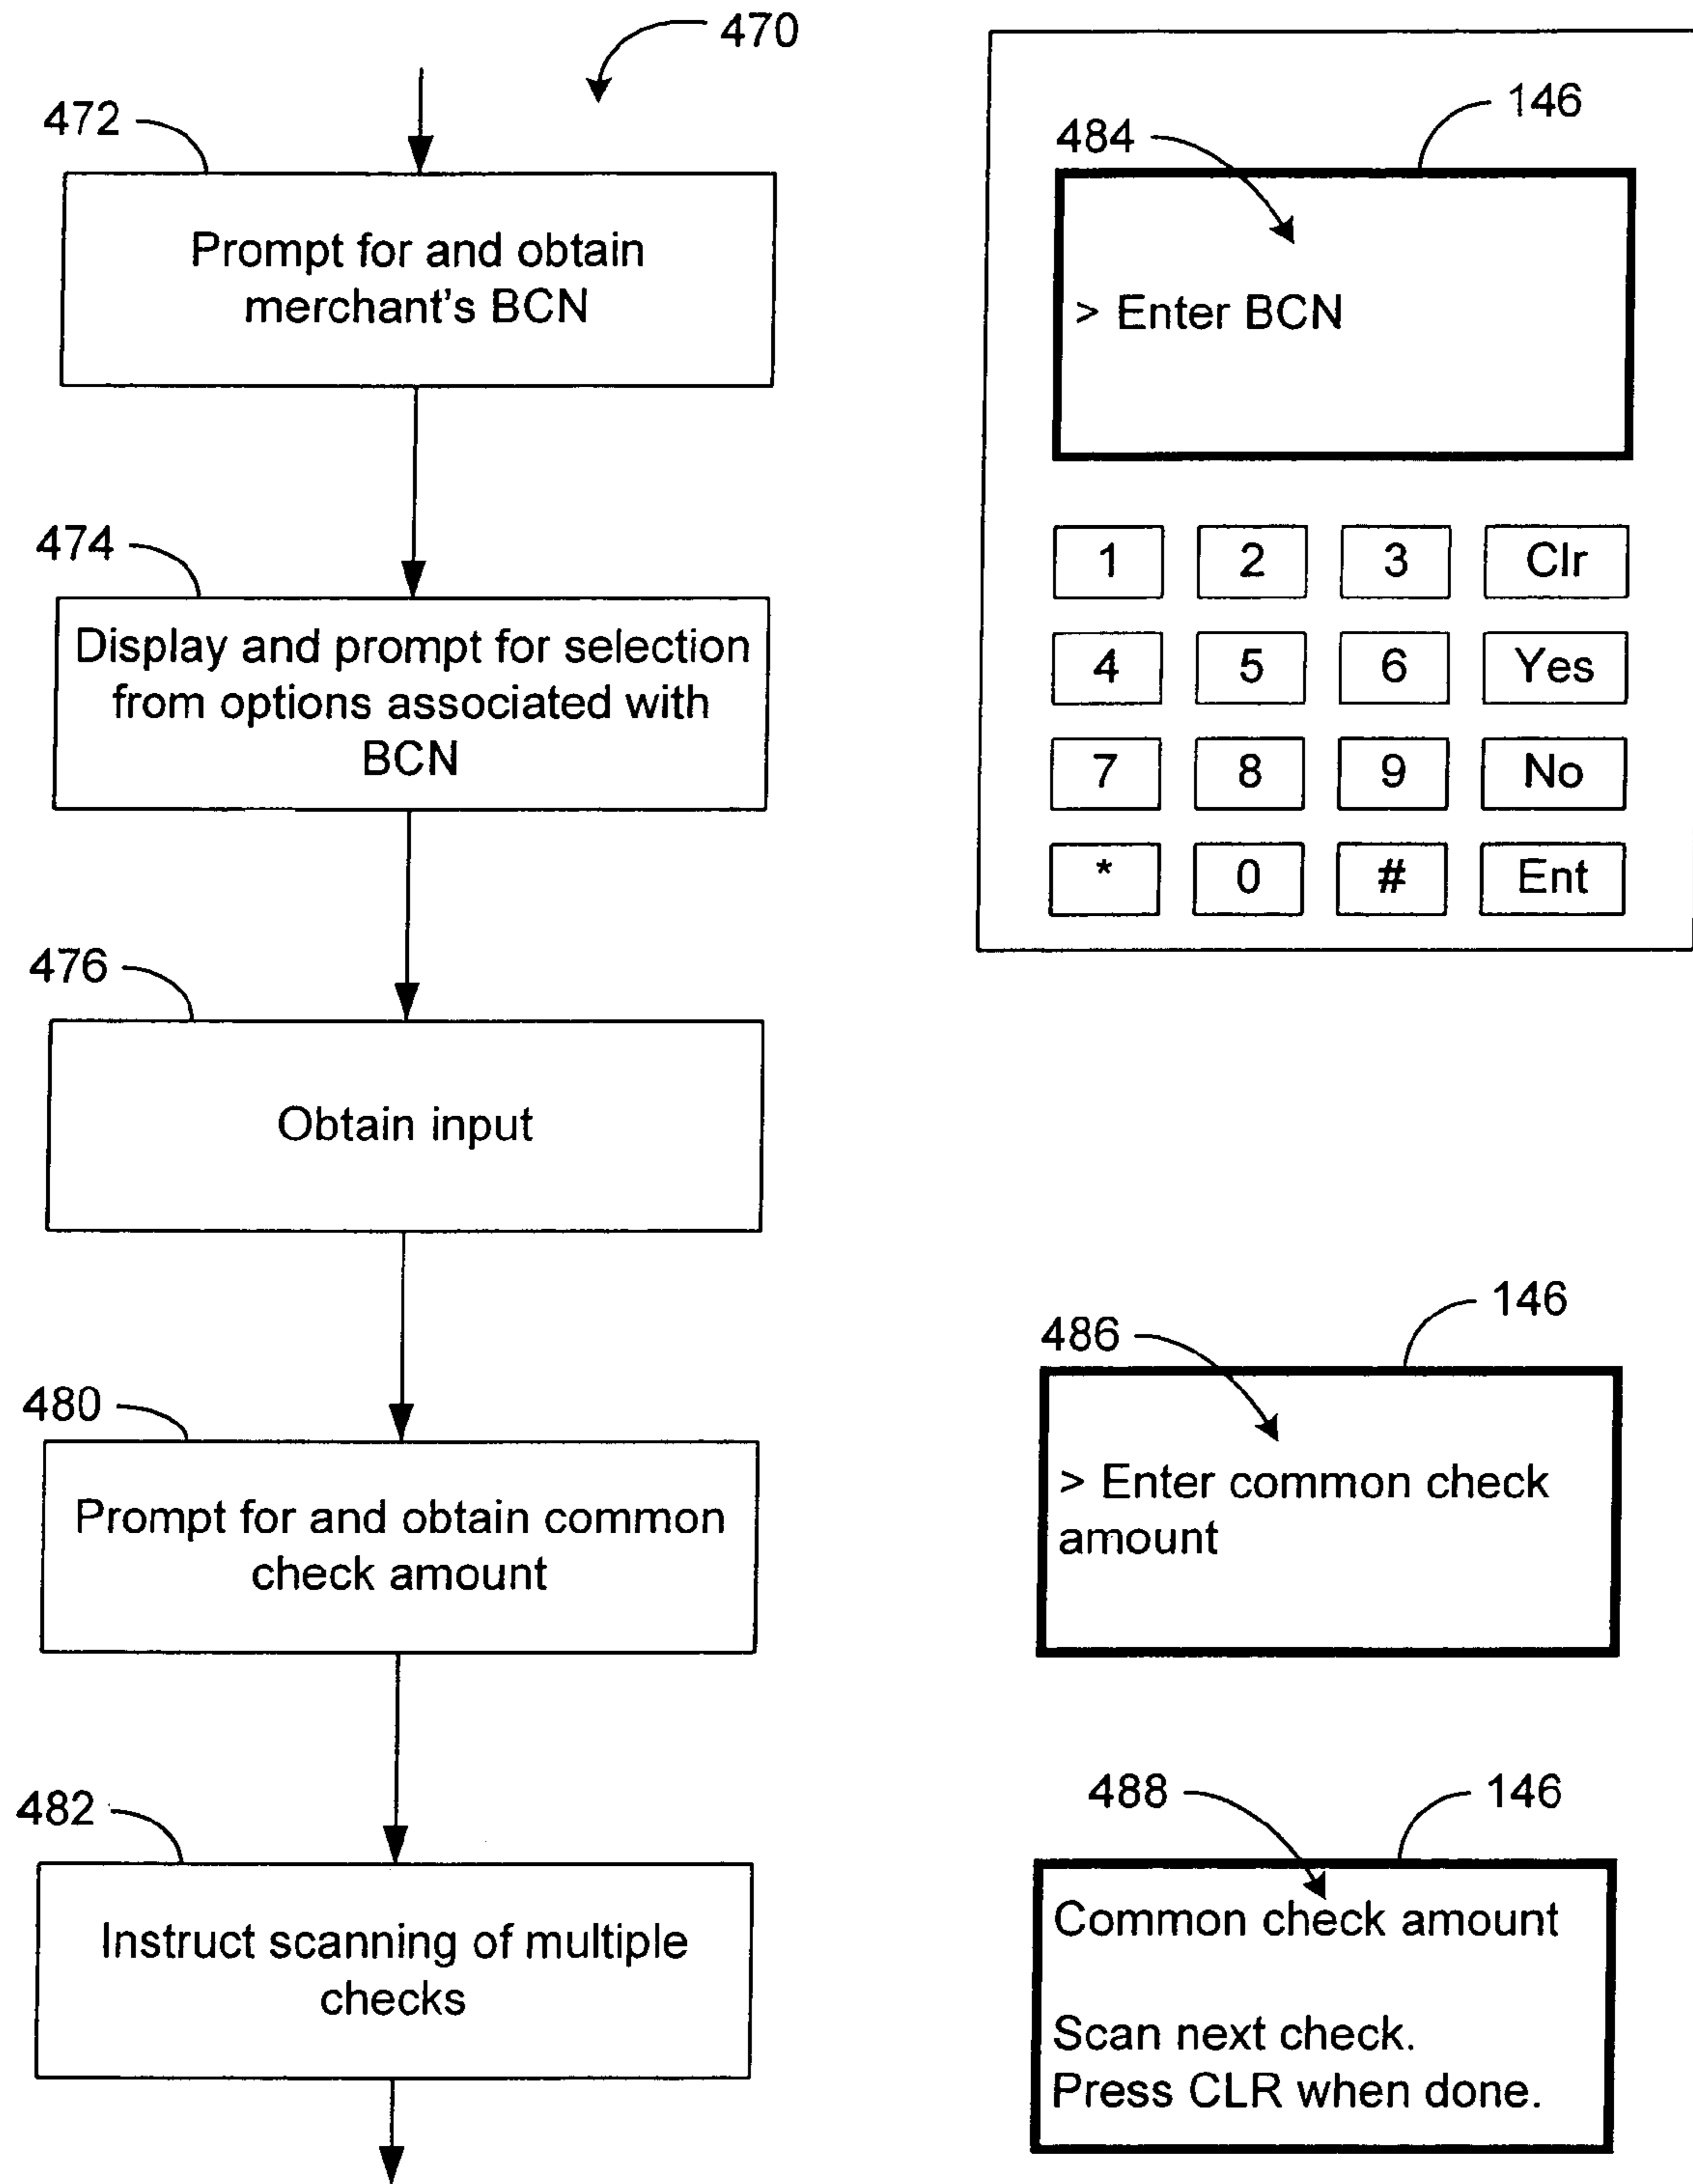 470
472
Prompt for and obtain
merchant's BCN
474
Display and prompt for selection
from options associated with
BCN
476
Obtain input
480
Prompt for and obtain common
check amount
482
Instruct scanning of multiple
checks
146
484
> Enter BCN
1 2 3 Clr
4 5 6 Yes
7 8 9 No
* 0 # Ent
146
486
> Enter common check
amount
488 146
Common check amount
Scan next check.
Press CLR when done.